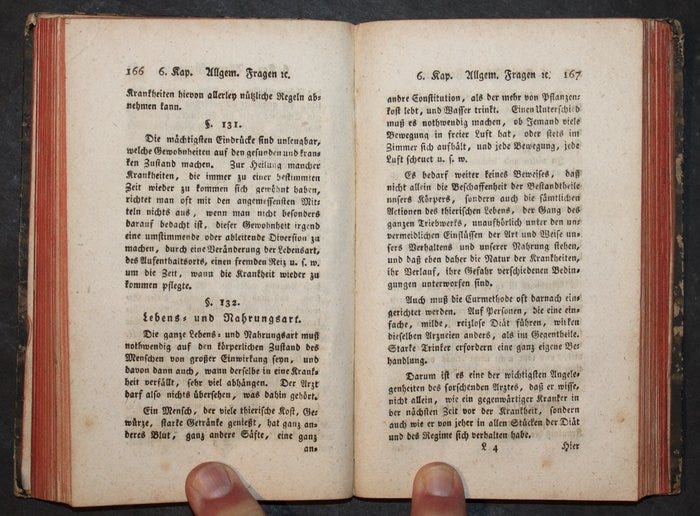 166 6. Kap. Allgem. Fragen ꝛc.
Krankheiten hievon allerley nützliche Regeln ab⸗
nehmen kann.
§. 131.
Die mächtigsten Eindrücke sind unleugbar,
welche Gewohnheiten auf den gesunden und kran⸗
ken Zustand machen. Zur Heilung mancher
Krankheiten, die immer zu einer bestimmten
Zeit wieder zu kommen sich gewöhnt haben,
richtet man oft mit den angemessensten Mit⸗
teln nichts aus, wenn man nicht besonders
darauf bedacht ist, dieser Gewohnheit irgend
eine umstimmende oder ableitende Diversion zu
machen, durch eine Veränderung der Lebensart,
des Aufenthaltsorts, einen fremden Reiz u. s. w.
um die Zeit, wann die Krankheit wieder zu
kommen pflegte.
§. 132.
Lebens⸗ und Nahrungsart.
Die ganze Lebens⸗ und Nahrungsart muß
nothwendig auf den körperlichen Zustand des
Menschen von großer Einwirkung seyn, und
davon dann auch, wann derselbe in eine Krank⸗
heit verfällt, sehr viel abhängen. Der Arzt
darf also nichts übersehen, was dahin gehört.
Ein Mensch, der viele thierische Kost, Ge⸗
würze, starke Getränke genießt, hat ganz an⸗
deres Blut, ganz andere Säfte, eine ganz
an⸗
6. Kap. Allgem. Fragen ꝛc. 167
andre Constitution, als der mehr von Pflanzen⸗
kost lebt, und Wasser trinkt. Einen Unterschied
muß es nothwendig machen, ob Jemand viele
Bewegung in freier Luft hat, oder stets im
Zimmer sich aufhält, und jede Bewegung, jede
Luft scheuet u. s. w.
Es bedarf weiter keines Beweises, daß
nicht allein die Beschaffenheit der Bestandtheile
unsers Körpers, sondern auch die sämtlichen
Actionen des thierischen Lebens, der Gang des
ganzen Triebwerks, unaufhörlich unter den un⸗
vermeidlichen Einflüssen der Art und Weise un⸗
sers Verhaltens und unserer Nahrung stehen,
und daß eben daher die Natur der Krankheiten,
ihr Verlauf, ihre Gefahr verschiedenen Bedin⸗
gungen unterworfen sind.
Auch muß die Curmethode oft darnach ein⸗
gerichtet werden. Auf Personen, die eine ein⸗
fache, milde, reizlose Diät führen, wirken
dieselben Arzneien anders, als im Gegentheile.
Starke Trinker erfordern eine ganz eigene Be⸗
handlung.
Darum ist es eine der wichtigsten Angele⸗
genheiten des forschenden Arztes, daß er wisse,
nicht allein, wie ein gegenwärtiger Kranker in
der nächsten Zeit vor der Krankheit, sondern
auch wie er von jeher in allen Stücken der Diät
und des Regime sich verhalten habe.
L 4 Hier